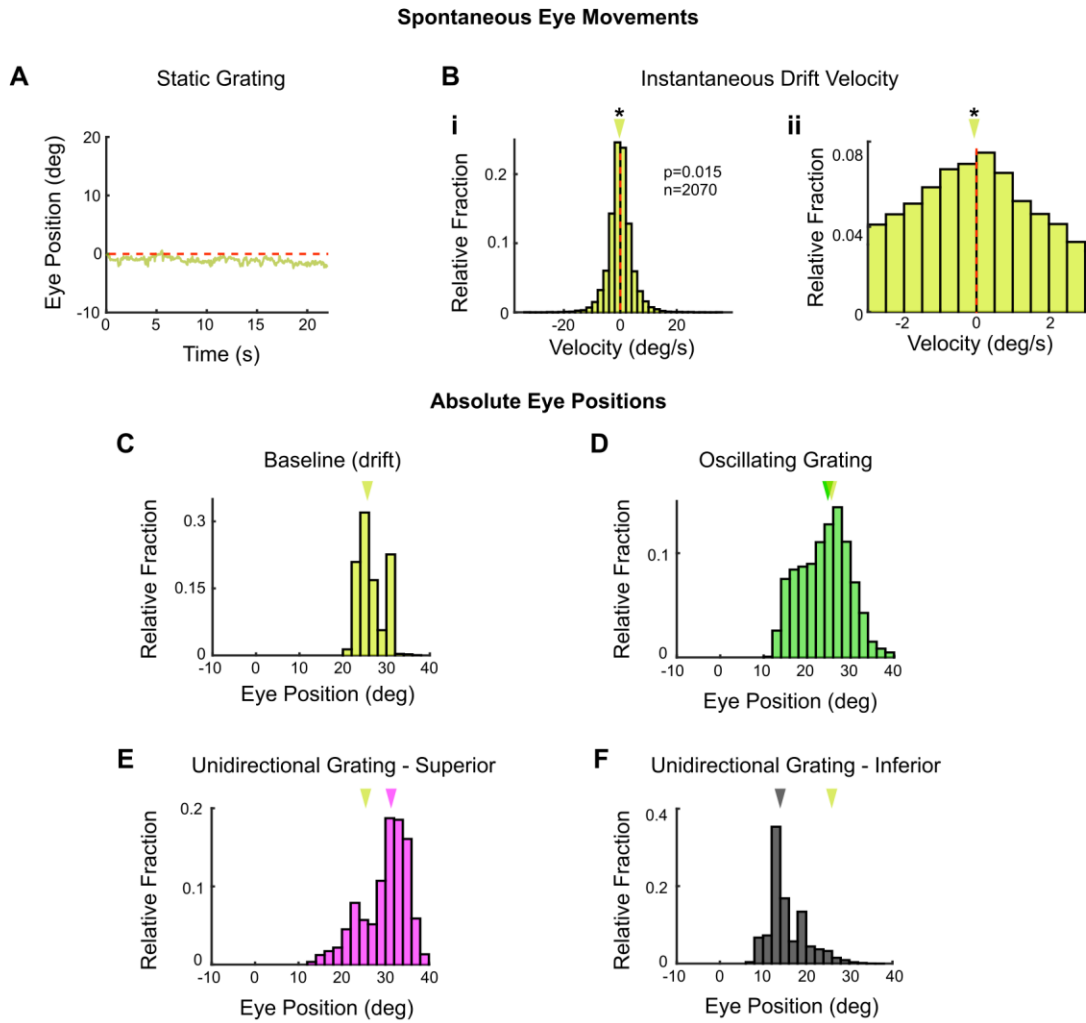 Spontaneous Eye Movements
A
Static Grating
Eye Position (deg)
20
10
0
-10
0
5
10
15
20
Time (s)
B
Instantaneous Drift Velocity
i
*
Relative Fraction
0.2
0.1
0
p=0.015
n=2070
-20
0
20
Velocity (deg/s)
ii
*
Relative Fraction
0.08
0.04
0
-2
0
2
Velocity (deg/s)
Absolute Eye Positions
C
Baseline (drift)
Relative Fraction
0.3
0.15
0
-10
0
10
20
30
40
Eye Position (deg)
D
Oscillating Grating
Relative Fraction
0.1
0
-10
0
10
20
30
40
Eye Position (deg)
E
Unidirectional Grating - Superior
Relative Fraction
0.2
0.1
0
-10
0
10
20
30
40
Eye Position (deg)
F
Unidirectional Grating - Inferior
Relative Fraction
0.4
0.2
0
-10
0
10
20
30
40
Eye Position (deg)